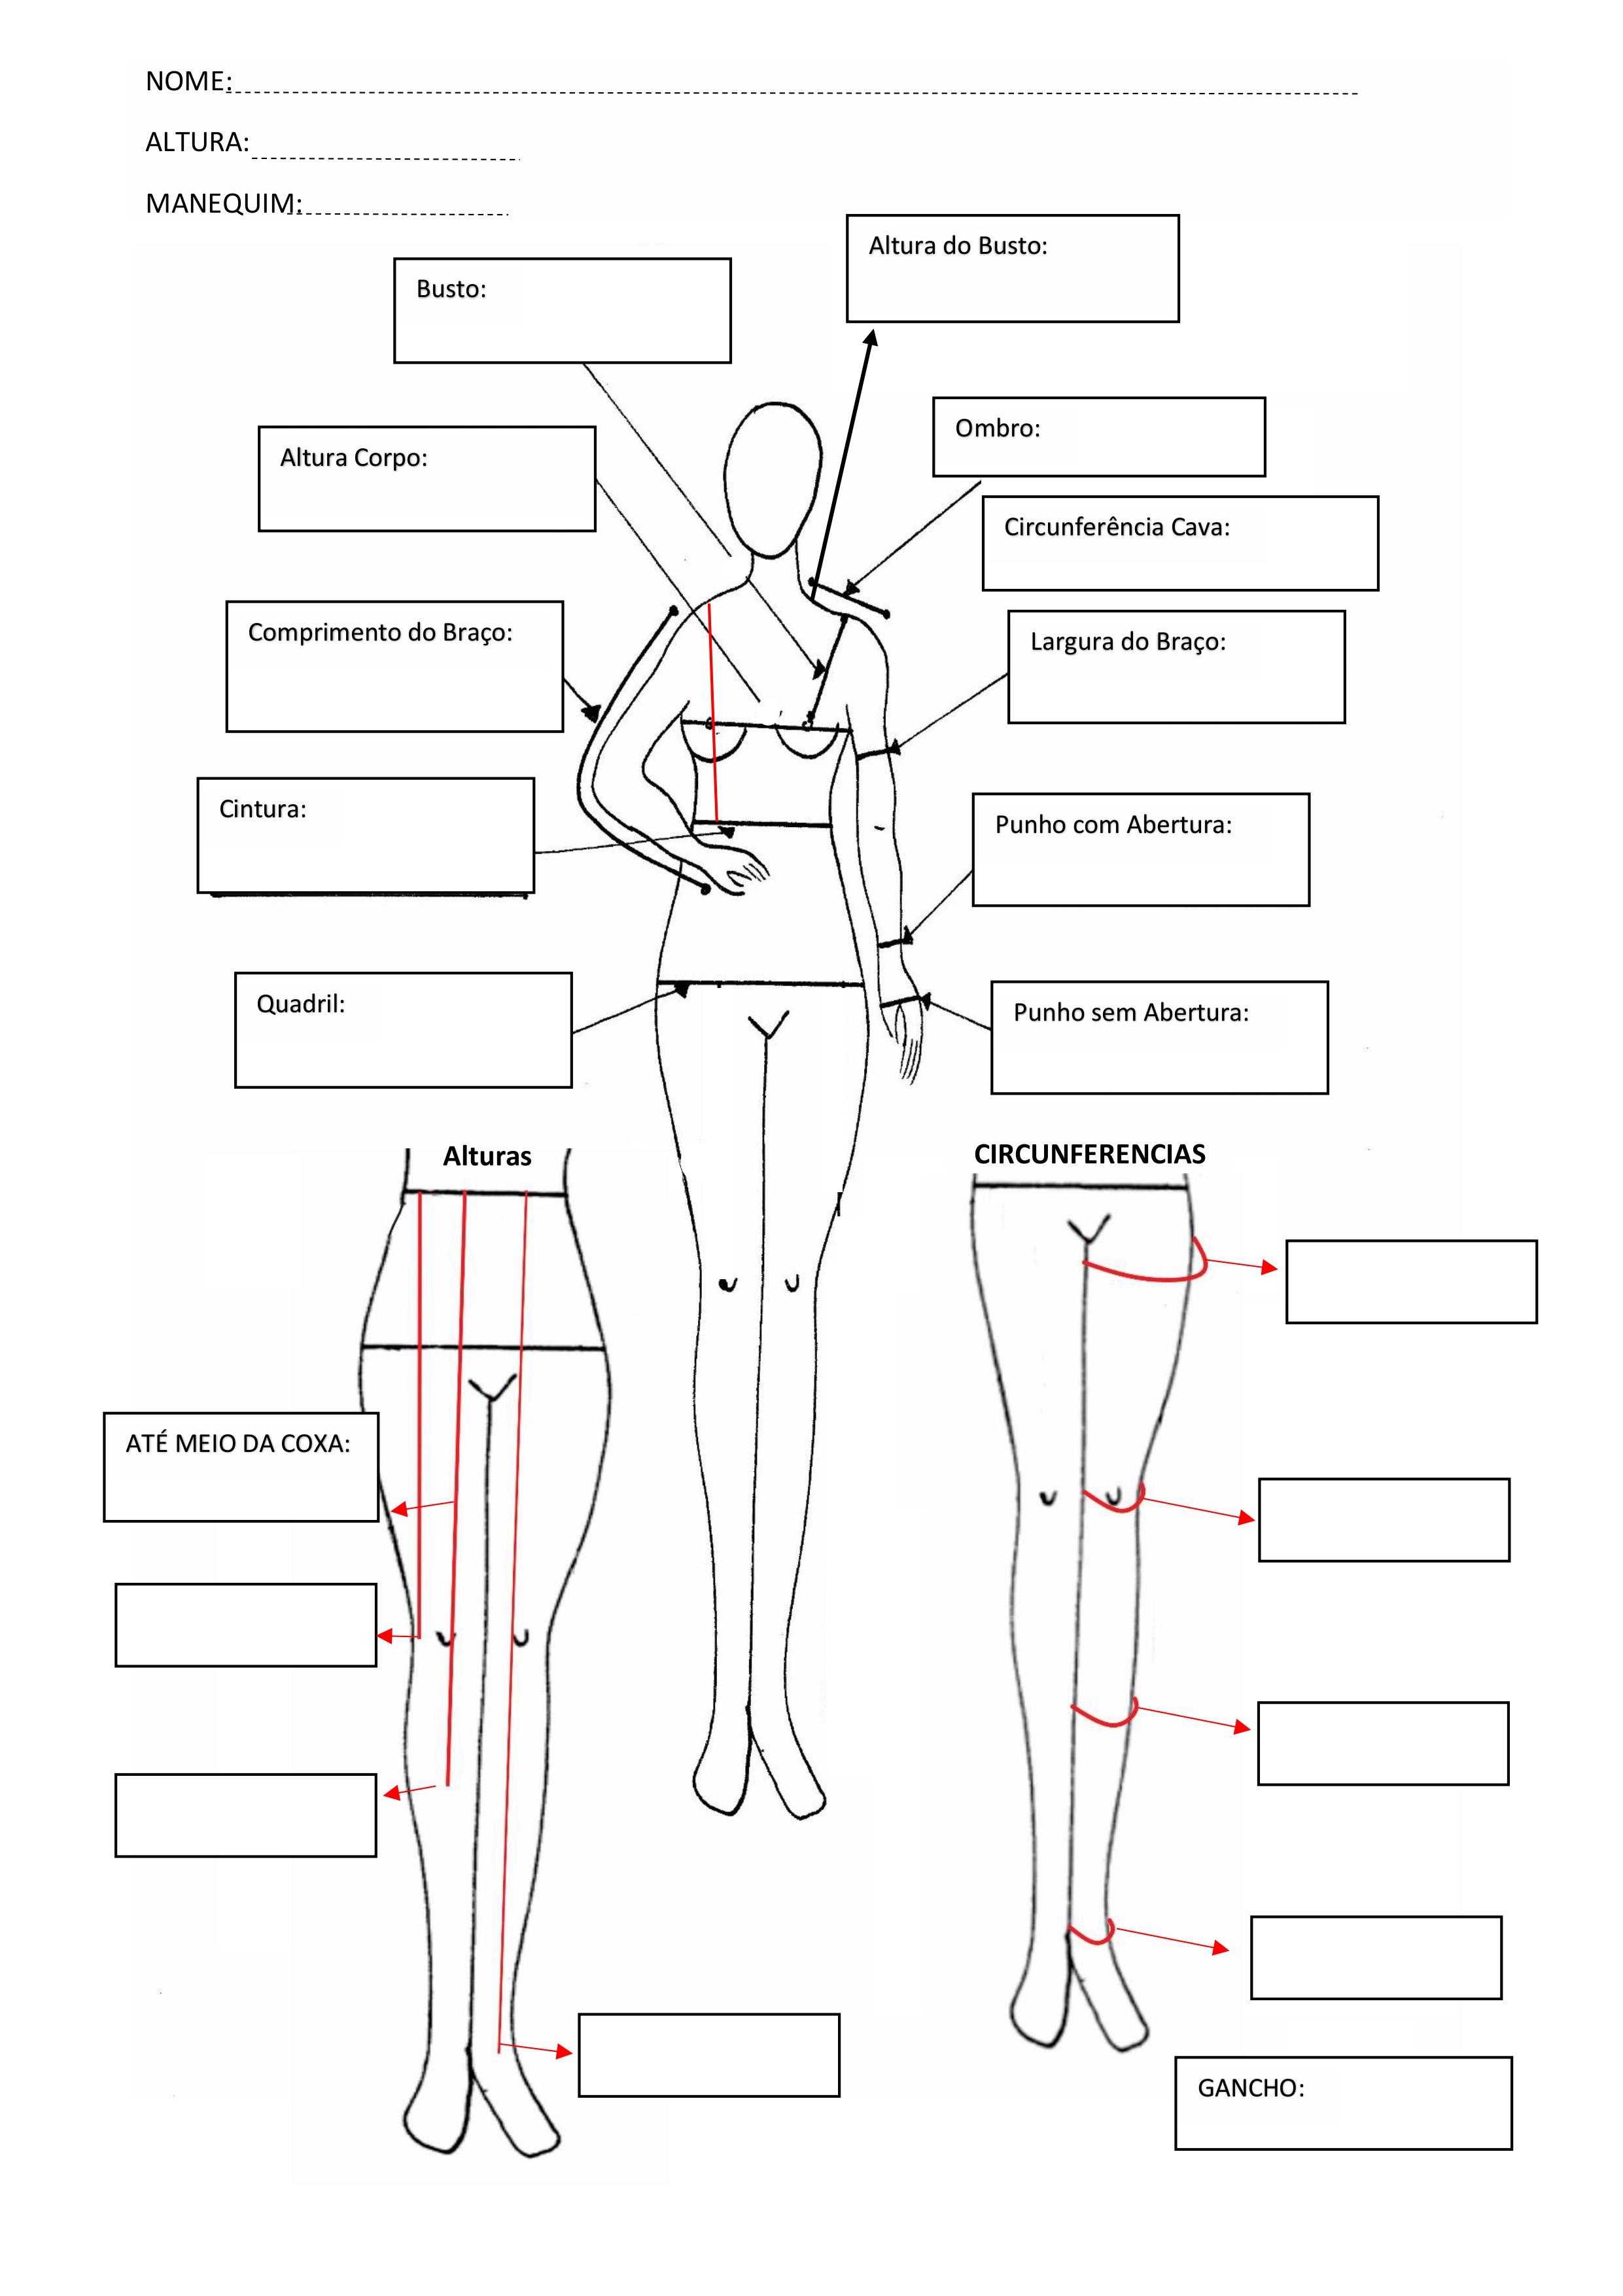 NOME:
ALTURA:
MANEQUIM:
Altura do Busto:
Busto:
Ombro:
Altura Corpo:
Circunferência Cava:
Comprimento do Braço:
Largura do Braço:
Cintura:
Punho com Abertura:
Quadril:
Punho sem Abertura:
Alturas
CIRCUNFERENCIAS
ATÉ MEIO DA COXA:
GANCHO: